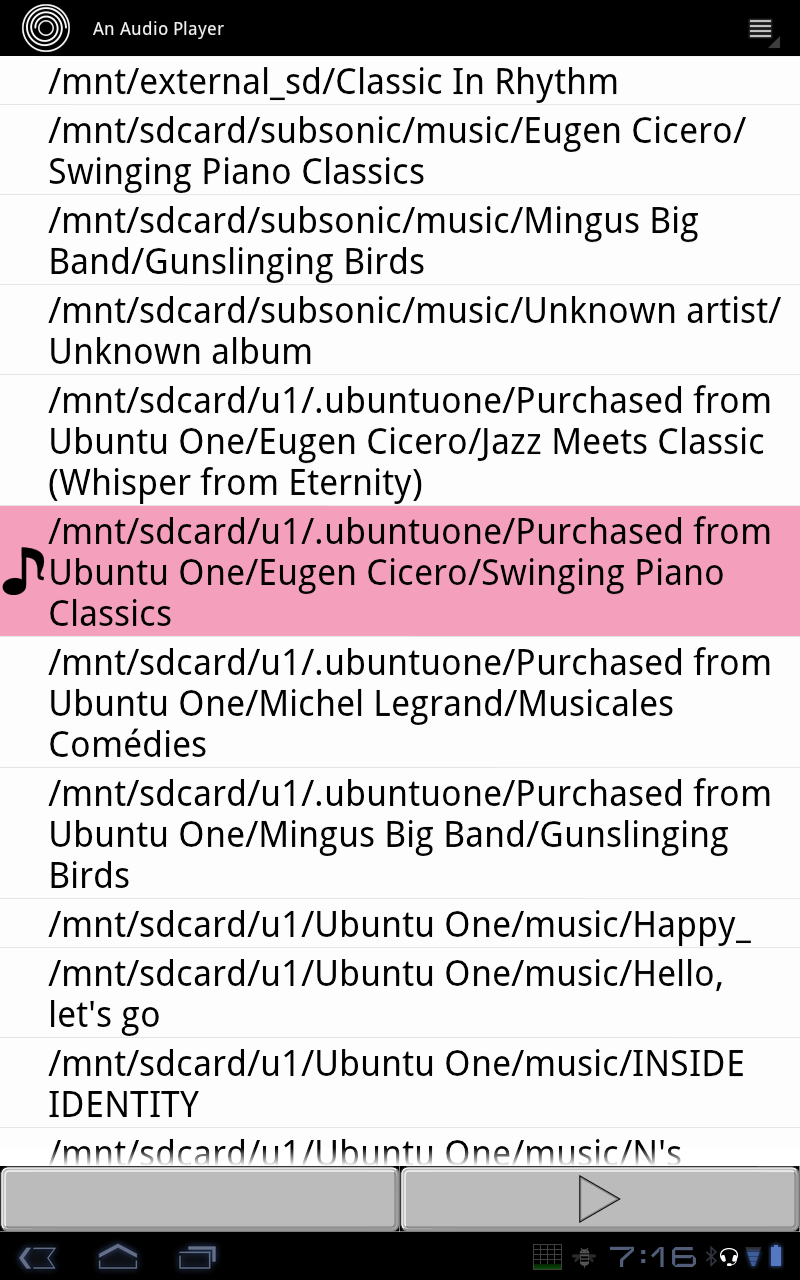 An Audio Player
/mnt/external_sd/Classic In Rhythm
/mnt/sdcard/subsonic/music/Eugen Cicero/
Swinging Piano Classics
/mnt/sdcard/subsonic/music/Mingus Big
Band/Gunslinging Birds
/mnt/sdcard/subsonic/music/Unknown artist/
Unknown album
/mnt/sdcard/u1/.ubuntuone/Purchased from
Ubuntu One/Eugen Cicero/Jazz Meets Classic
(Whisper from Eternity)
/mnt/sdcard/u1/.ubuntuone/Purchased from
Ubuntu One/Eugen Cicero/Swinging Piano
Classics
/mnt/sdcard/u1/.ubuntuone/Purchased from
Ubuntu One/Michel Legrand/Musicales
Comédies
/mnt/sdcard/u1/.ubuntuone/Purchased from
Ubuntu One/Mingus Big Band/Gunslinging
Birds
/mnt/sdcard/u1/Ubuntu One/music/Happy_
/mnt/sdcard/u1/Ubuntu One/music/Hello,
let's go
/mnt/sdcard/u1/Ubuntu One/music/INSIDE
IDENTITY
/mnt/sdcard/u1/Ubuntu One/music/N's
7:16